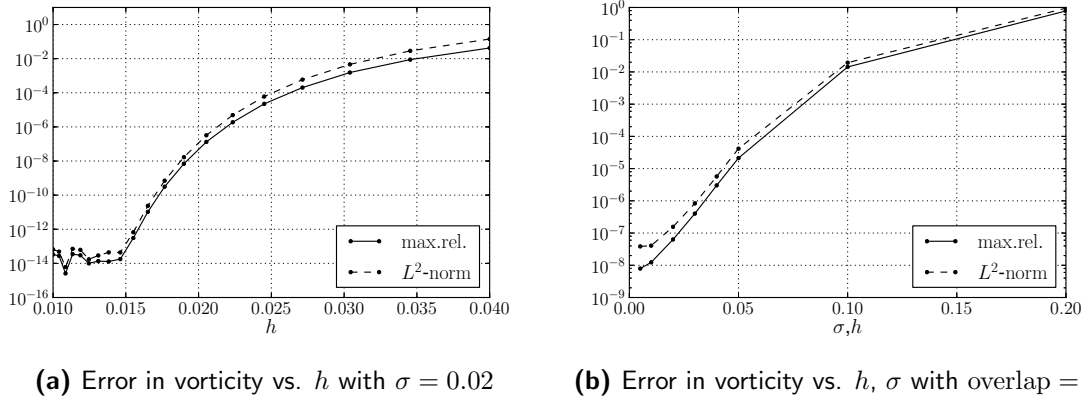 10^0
10^-2
10^-4
10^-6
10^-8
10^-10
10^-12
10^-14
10^-16
0.010 0.015 0.020 0.025 0.030 0.035 0.040
h
max.rel.
L^2-norm
(a) Error in vorticity vs. h with σ = 0.02
10^0
10^-1
10^-2
10^-3
10^-4
10^-5
10^-6
10^-7
10^-8
10^-9
0.00 0.05 0.10 0.15 0.20
σ,h
max.rel.
L^2-norm
(b) Error in vorticity vs. h, σ with overlap =